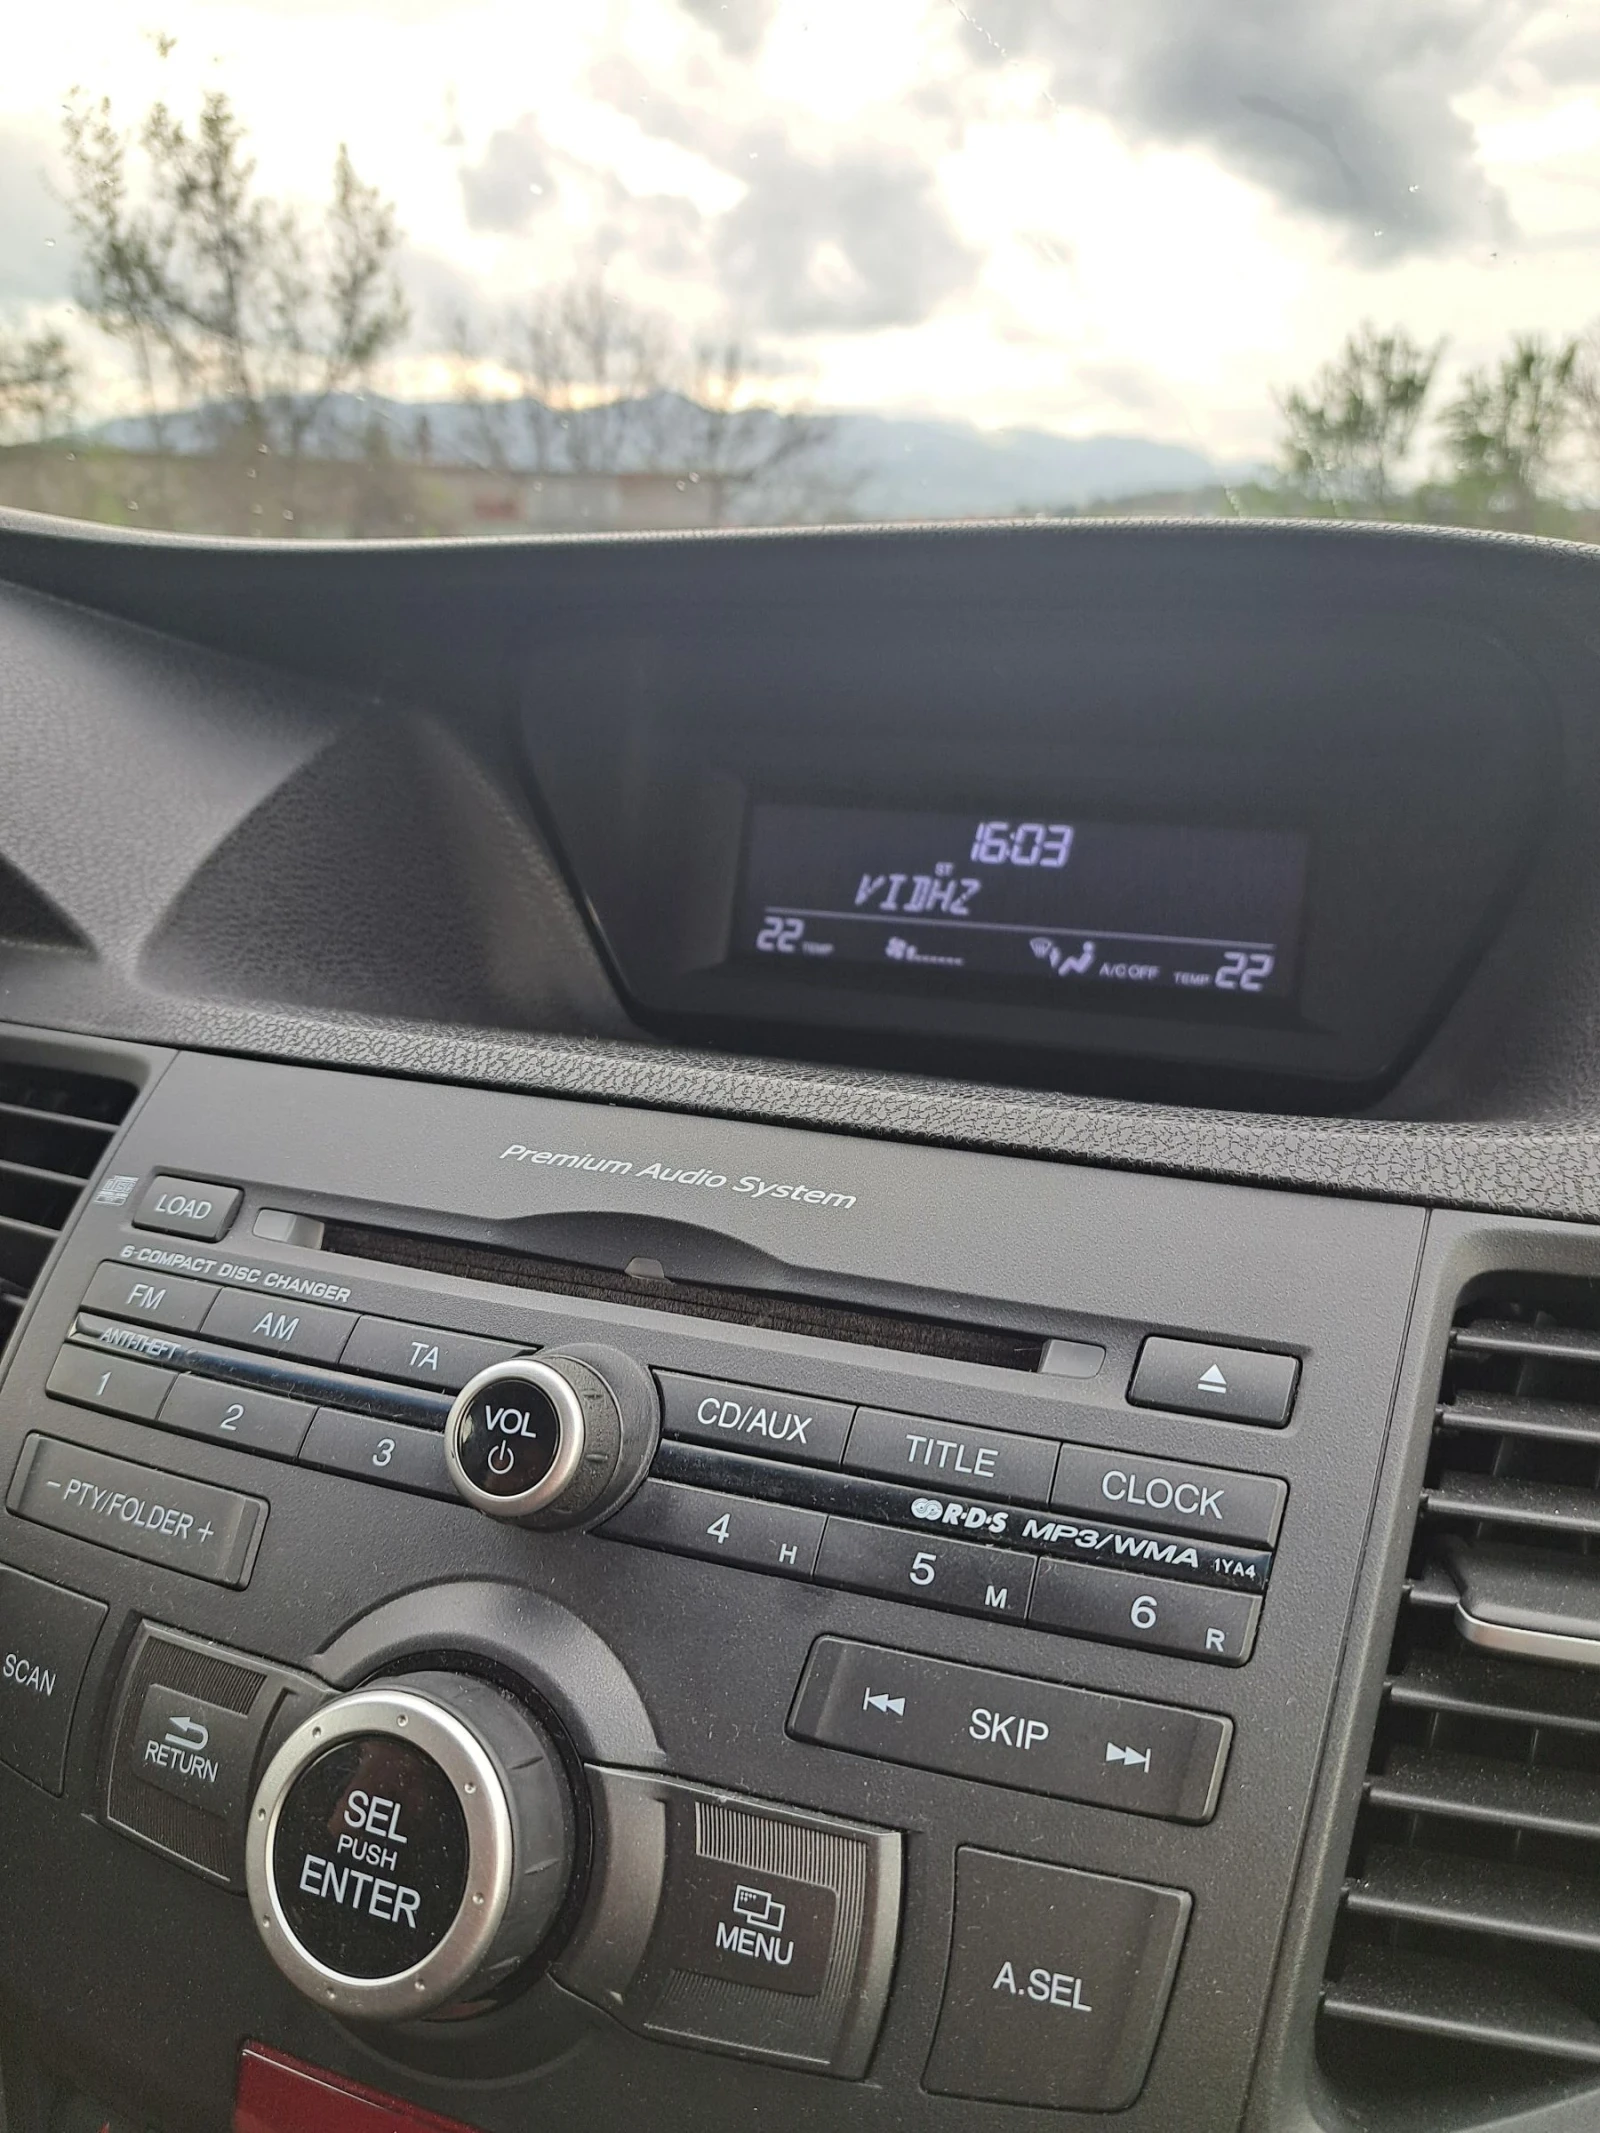 16:03
ST
VIDHZ
22 TEMP
A/C OFF TEMP 22
Premium Audio System
LOAD
6-COMPACT DISC CHANGER
FM AM TA
ANTI-THEFT
CD/AUX TITLE CLOCK
VOL
R·D·S MP3/WMA 1YA4
1 2 3
4 H 5 M 6 R
– PTY/FOLDER +
SCAN
RETURN
SKIP
SEL
PUSH
ENTER
MENU
A.SEL